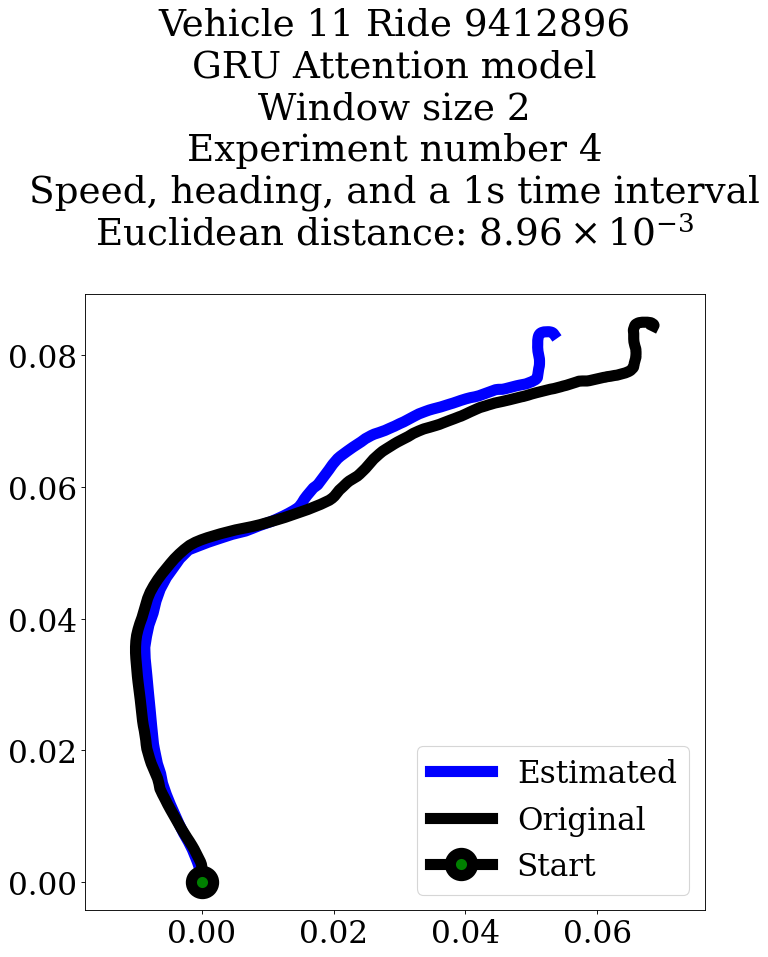 Vehicle 11 Ride 9412896
GRU Attention model
Window size 2
Experiment number 4
Speed, heading, and a 1s time interval
Euclidean distance: 8.96 × 10⁻³
0.08
0.06
0.04
0.02
0.00
Estimated
Original
Start
0.00 0.02 0.04 0.06